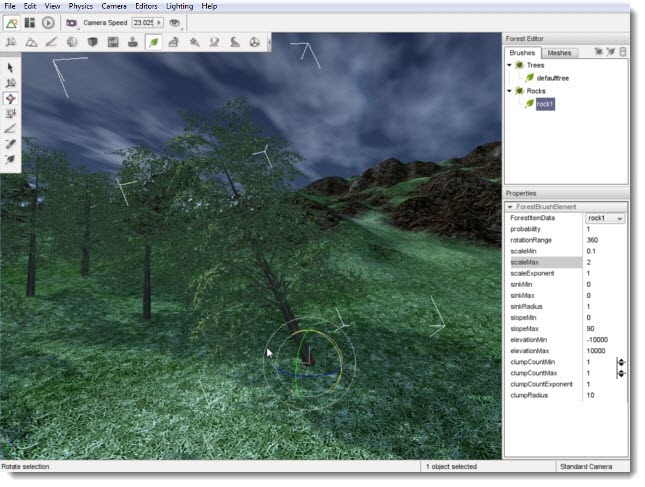 File Edit View Physics Camera Editors Lighting Help
Camera Speed 23.025
Forest Editor
Brushes Meshes
Trees
defaulttree
Rocks
rock1
Properties
ForestBrushElement
ForestItemData rock1
probability 1
rotationRange 360
scaleMin 0.1
scaleMax 2
scaleExponent 1
sinkMin 0
sinkMax 0
sinkRadius 1
slopeMin 0
slopeMax 90
elevationMin -10000
elevationMax 10000
clumpCountMin 1
clumpCountMax 1
clumpCountExponent 1
clumpRadius 10
Rotate selection.
1 object selected
Standard Camera